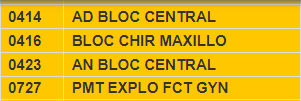 0414 AD BLOC CENTRAL
0416 BLOC CHIR MAXILLO
0423 AN BLOC CENTRAL
0727 PMT EXPLO FCT GYN